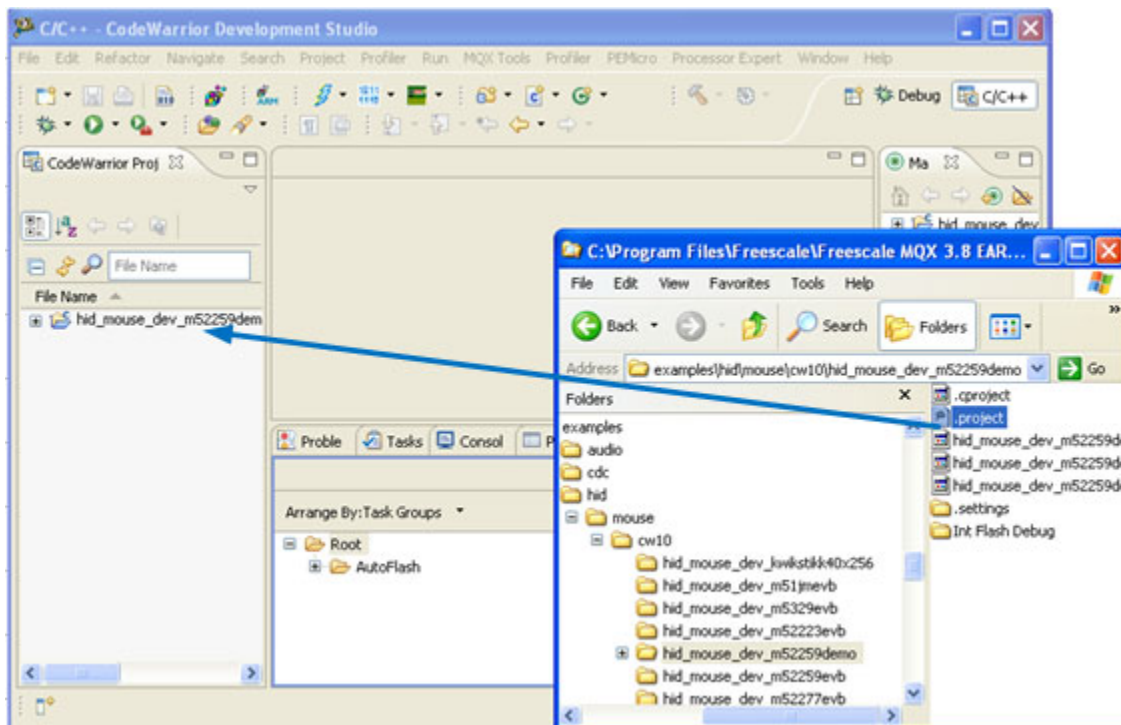 C/C++ - CodeWarrior Development Studio
File Edit Refactor Navigate Search Project Profiler Run MQX Tools Profiler PEMicro Processor Expert Window Help
Debug C/C++
CodeWarrior Proj
Ma
hid_mouse_dev
File Name
File Name
hid_mouse_dev_m52259dem
Proble Tasks Consol P
Arrange By:Task Groups
Root
AutoFlash
C:\Program Files\Freescale\Freescale MQX 3.8 EAR...
File Edit View Favorites Tools Help
Back Search Folders
Address examples\hid\mouse\cw10\hid_mouse_dev_m52259demo Go
Folders
examples
audio
cdc
hid
mouse
cw10
hid_mouse_dev_kwikstikk40x256
hid_mouse_dev_m51jmevb
hid_mouse_dev_m5329evb
hid_mouse_dev_m52223evb
hid_mouse_dev_m52259demo
hid_mouse_dev_m52259evb
hid_mouse_dev_m52277evb
.cproject
.project
hid_mouse_dev_m52259d
hid_mouse_dev_m52259d
hid_mouse_dev_m52259d
.settings
Int Flash Debug